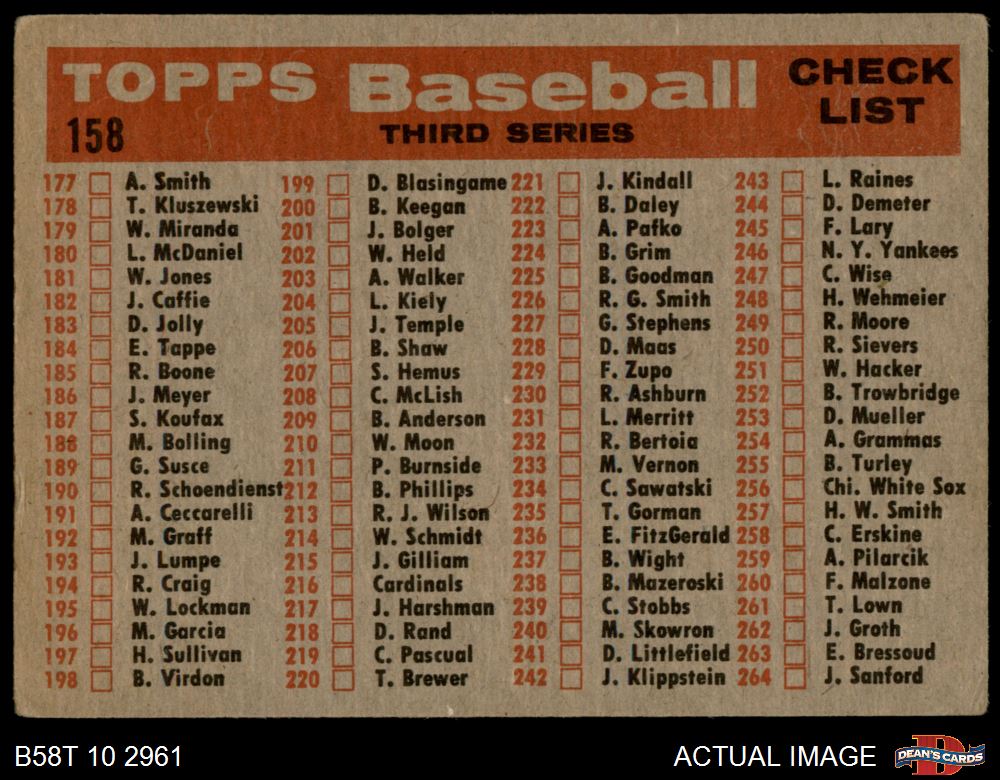 TOPPS Baseball CHECK LIST
158 THIRD SERIES
177 A. Smith
178 T. Kluszewski
179 W. Miranda
180 L. McDaniel
181 W. Jones
182 J. Caffie
183 D. Jolly
184 E. Tappe
185 R. Boone
186 J. Meyer
187 S. Koufax
188 M. Bolling
189 G. Susce
190 R. Schoendienst
191 A. Ceccarelli
192 M. Graff
193 J. Lumpe
194 R. Craig
195 W. Lockman
196 M. Garcia
197 H. Sullivan
198 B. Virdon
199 D. Blasingame
200 B. Keegan
201 J. Bolger
202 W. Held
203 A. Walker
204 L. Kiely
205 J. Temple
206 B. Shaw
207 S. Hemus
208 C. McLish
209 B. Anderson
210 W. Moon
211 P. Burnside
212 B. Phillips
213 R. J. Wilson
214 W. Schmidt
215 J. Gilliam
216 Cardinals
217 J. Harshman
218 D. Rand
219 C. Pascual
220 T. Brewer
221 J. Kindall
222 B. Daley
223 A. Pafko
224 B. Grim
225 B. Goodman
226 R. G. Smith
227 G. Stephens
228 D. Maas
229 F. Zupo
230 R. Ashburn
231 L. Merritt
232 R. Bertoia
233 M. Vernon
234 C. Sawatski
235 T. Gorman
236 E. FitzGerald
237 B. Wight
238 B. Mazeroski
239 C. Stobbs
240 M. Skowron
241 D. Littlefield
242 J. Klippstein
243 L. Raines
244 D. Demeter
245 F. Lary
246 N. Y. Yankees
247 C. Wise
248 H. Wehmeier
249 R. Moore
250 R. Sievers
251 W. Hacker
252 B. Trowbridge
253 D. Mueller
254 A. Grammas
255 B. Turley
256 Chi. White Sox
257 H. W. Smith
258 C. Erskine
259 A. Pilarcik
260 F. Malzone
261 T. Lown
262 J. Groth
263 E. Bressoud
264 J. Sanford
B58T 10 2961
ACTUAL IMAGE
DEAN'S CARDS